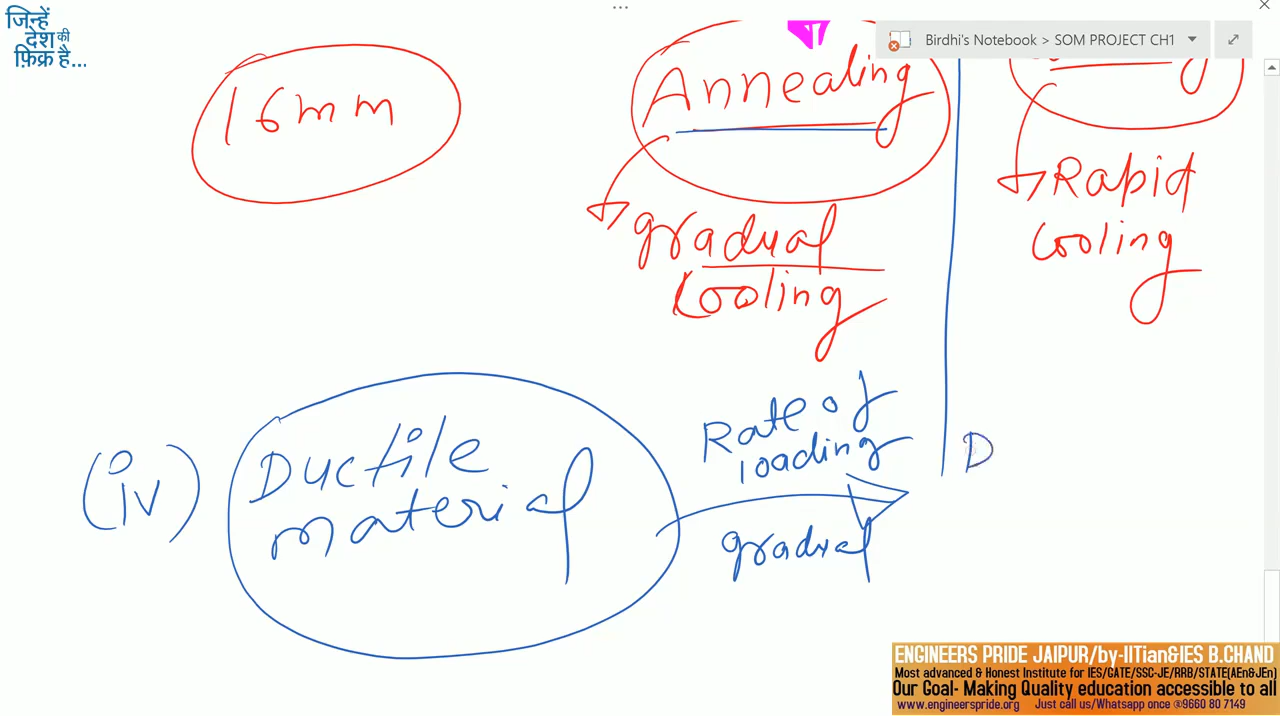 जिन्हें
देश की
फ़िक्र है...
...
Birdhi's Notebook > SOM PROJECT CH1
16mm
Annealing
gradual
cooling
Rapid
cooling
(iv) Ductile
material
Rate of
loading
gradual
D
ENGINEERS PRIDE JAIPUR/by-IITian&IES B.CHAND
Most advanced & Honest Institute for IES/GATE/SSC-JE/RRB/STATE(AEn&JEn)
Our Goal- Making Quality education accessible to all
www.engineerspride.org Just call us/Whatsapp once @9660 80 7149